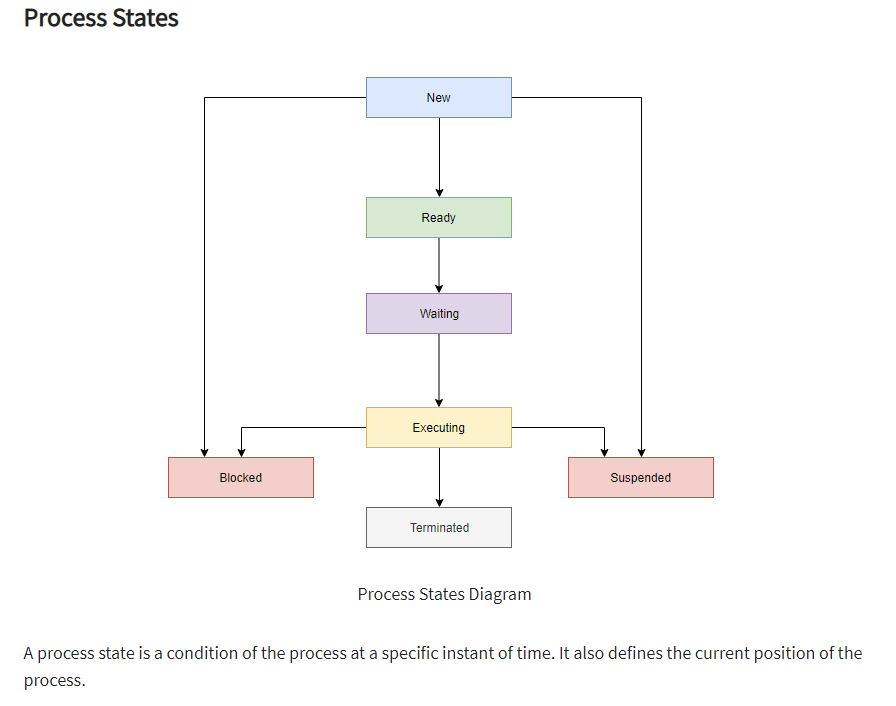 Process States
New
Ready
Waiting
Executing
Blocked
Suspended
Terminated
Process States Diagram
A process state is a condition of the process at a specific instant of time. It also defines the current position of the
process.